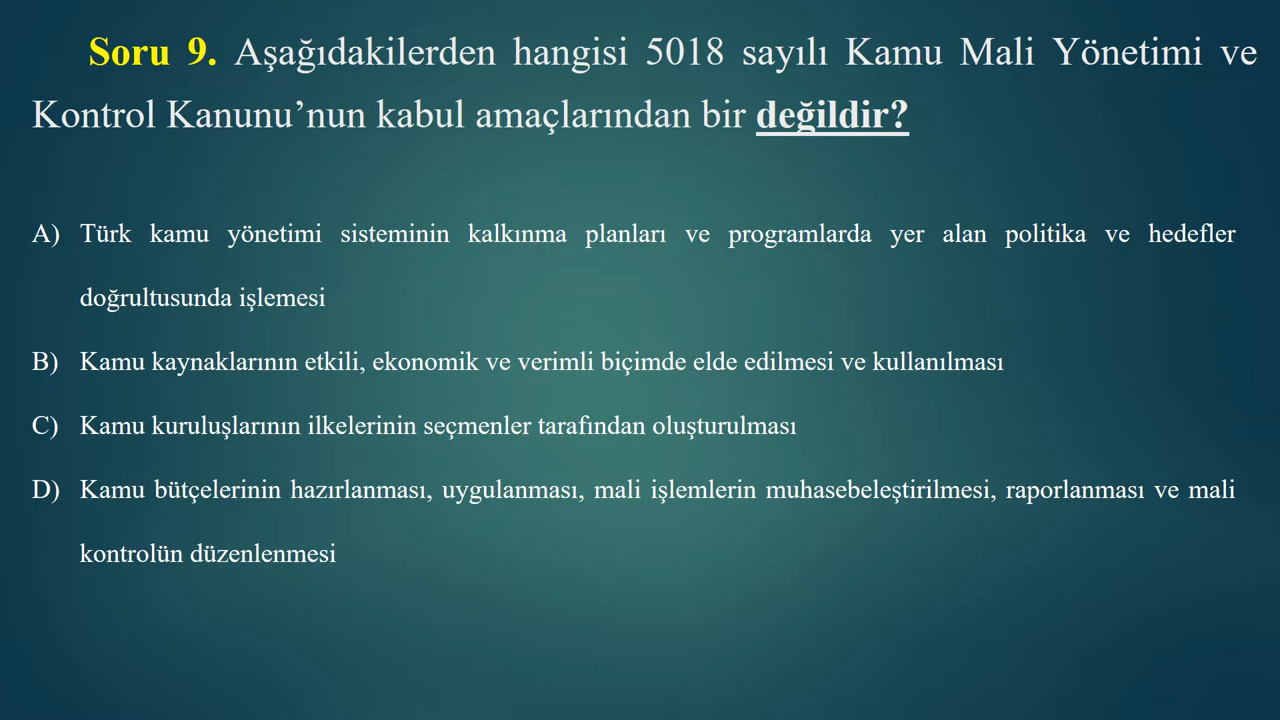 Soru 9. Aşağıdakilerden hangisi 5018 sayılı Kamu Mali Yönetimi ve
Kontrol Kanunu’nun kabul amaçlarından bir değildir?
A) Türk kamu yönetimi sisteminin kalkınma planları ve programlarda yer alan politika ve hedefler
doğrultusunda işlemesi
B) Kamu kaynaklarının etkili, ekonomik ve verimli biçimde elde edilmesi ve kullanılması
C) Kamu kuruluşlarının ilkelerinin seçmenler tarafından oluşturulması
D) Kamu bütçelerinin hazırlanması, uygulanması, mali işlemlerin muhasebeleştirilmesi, raporlanması ve mali
kontrolün düzenlenmesi